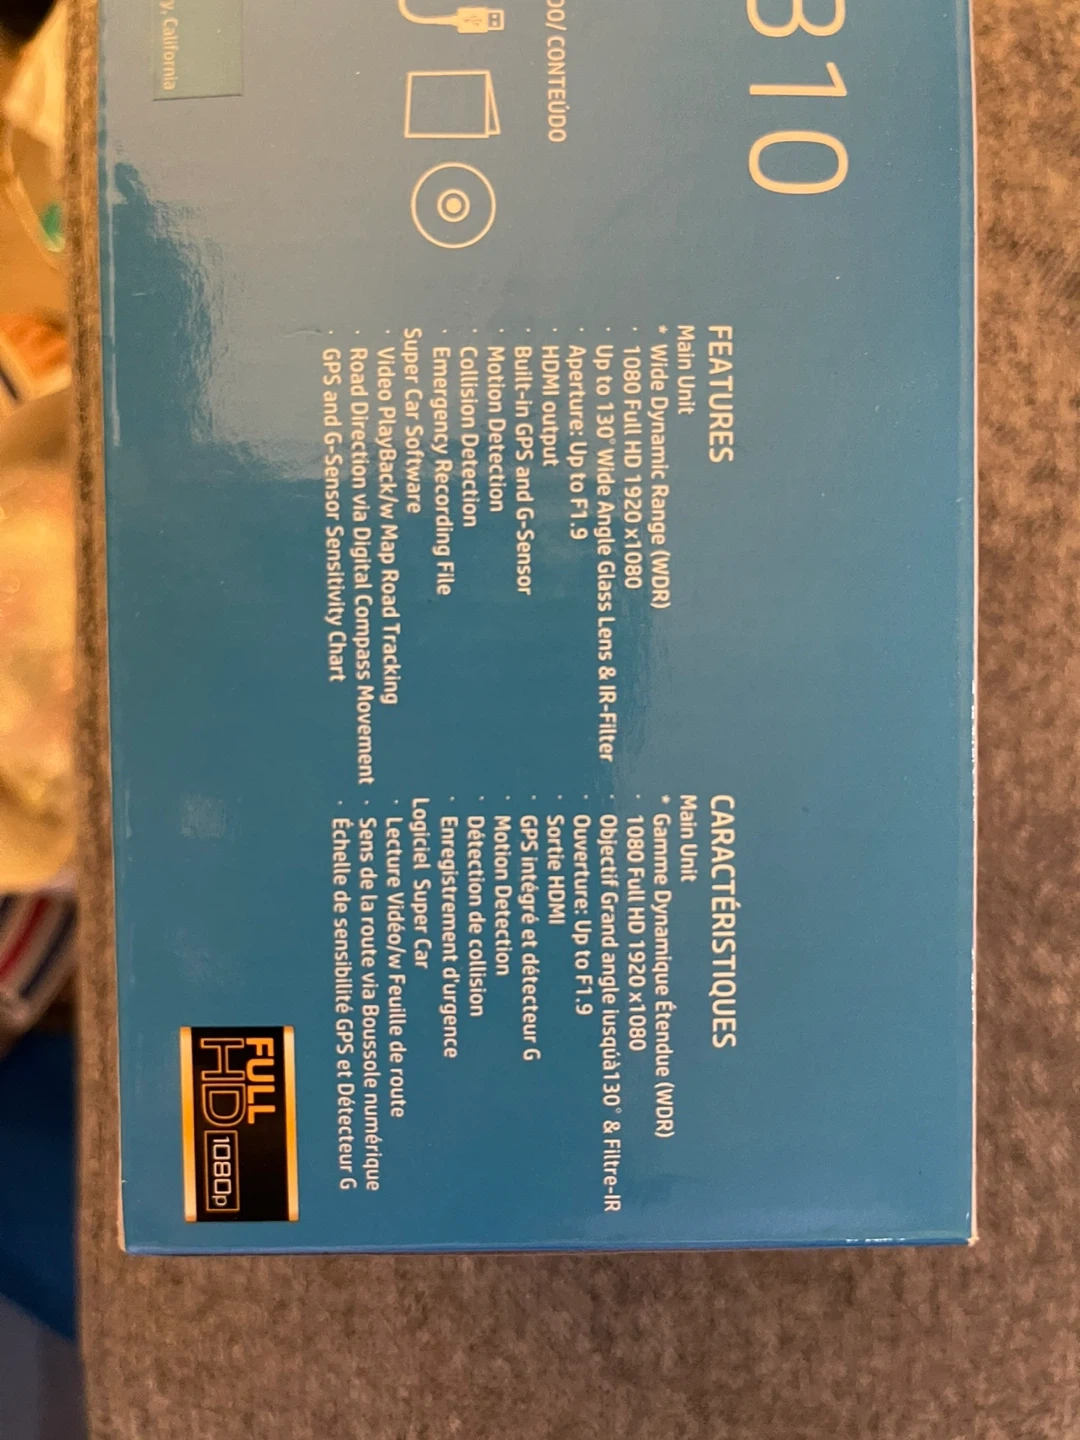 310
DO/ CONTEÚDO
y, California
FEATURES
Main Unit
* Wide Dynamic Range (WDR)
· 1080 Full HD 1920 x1080
· Up to 130° Wide Angle Glass Lens & IR-Filter
· Aperture: Up to F1.9
· HDMI output
· Built-in GPS and G-Sensor
· Motion Detection
· Collision Detection
· Emergency Recording File
Super Car Software
· Video PlayBack/w Map Road Tracking
· Road Direction via Digital Compass Movement
· GPS and G-Sensor Sensitivity Chart
CARACTÉRISTIQUES
Main Unit
* Gamme Dynamique Étendue (WDR)
· 1080 Full HD 1920 x1080
Objectif Grand angle iusqúà130° & Filtre-IR
· Ouverture: Up to F1.9
· Sortie HDMI
· GPS intégré et détecteur G
· Motion Detection
· Détection de collision
· Enregistrement d'urgence
Logiciel Super Car
· Lecture Vidéo/w Feuille de route
· Sens de la route via Boussole numérique
· Échelle de sensibilité GPS et Détecteur G
FULL
HD 1080p